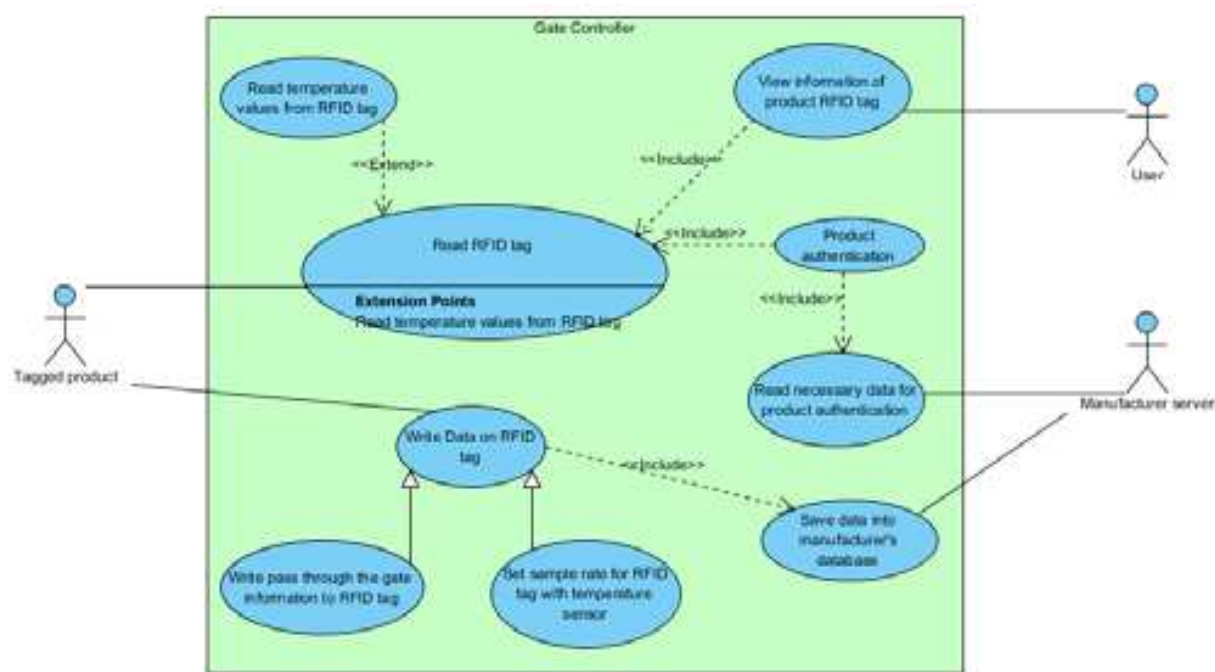 Gate Controller
Read temperature
values from RFID tag
View information of
product RFID tag
<<Extend>>
<<Include>>
User
Read RFID tag
<<Include>>
Product
authentication
Extension Points
Read temperature values from RFID tag
<<Include>>
Tagged product
Read necessary data for
product authentication
Manufacturer server
Write Data on RFID
tag
<<Include>>
Save data into
manufacturer's
database
Write pass through the gate
information to RFID tag
Set sample rate for RFID
tag with temperature
sensor